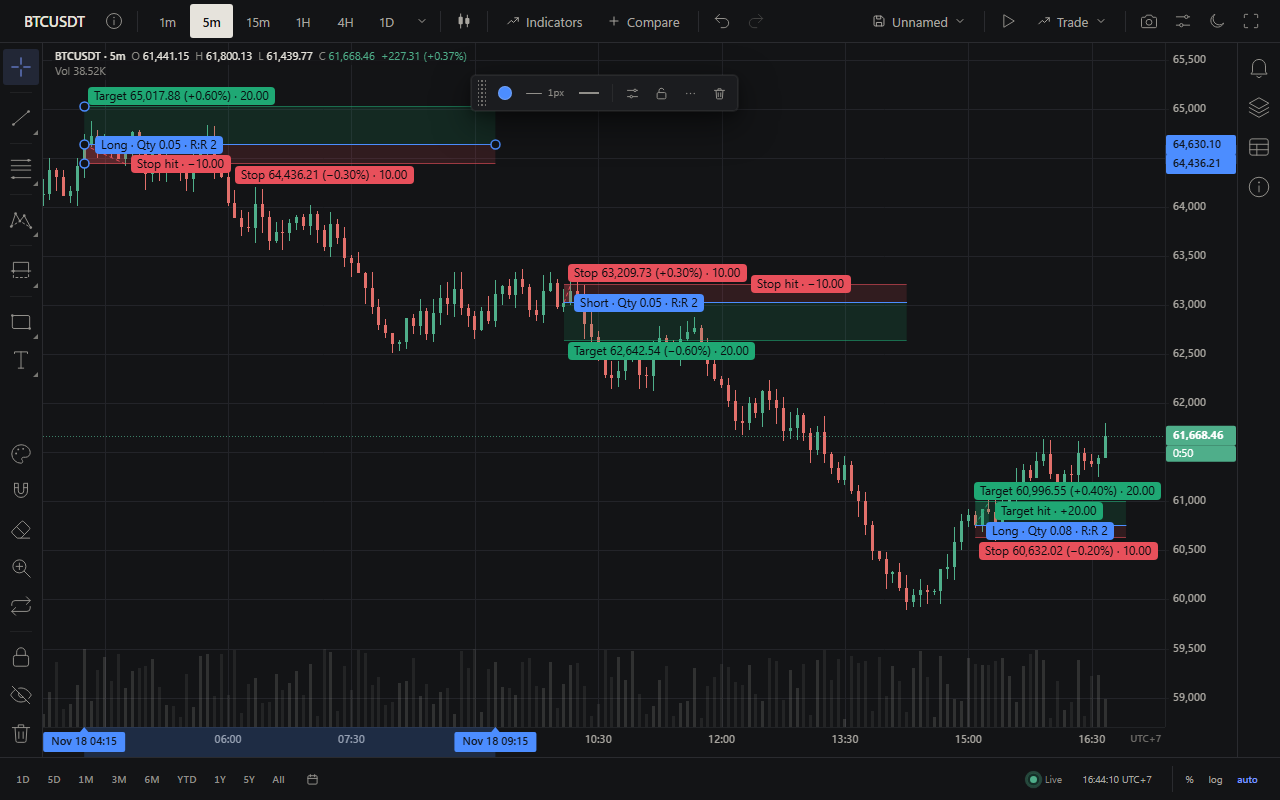 BTCUSDT 1m 5m 15m 1H 4H 1D Indicators Compare Unnamed Trade
BTCUSDT · 5m O 61,441.15 H 61,800.13 L 61,439.77 C 61,668.46 +227.31 (+0.37%)
Vol 38.52K
1px
Target 65,017.88 (+0.60%) · 20.00
Long · Qty 0.05 · R:R 2
Stop hit · −10.00
Stop 64,436.21 (−0.30%) · 10.00
Stop 63,209.73 (+0.30%) · 10.00
Stop hit · −10.00
Short · Qty 0.05 · R:R 2
Target 62,642.54 (−0.60%) · 20.00
Target 60,996.55 (+0.40%) · 20.00
Target hit · +20.00
Long · Qty 0.08 · R:R 2
Stop 60,632.02 (−0.20%) · 10.00
65,500
65,000
64,630.10
64,436.21
64,000
63,500
63,000
62,500
62,000
61,668.46
0:50
61,000
60,500
60,000
59,500
59,000
Nov 18 04:15 06:00 07:30 Nov 18 09:15 10:30 12:00 13:30 15:00 16:30 UTC+7
1D 5D 1M 3M 6M YTD 1Y 5Y All Live 16:44:10 UTC+7 % log auto